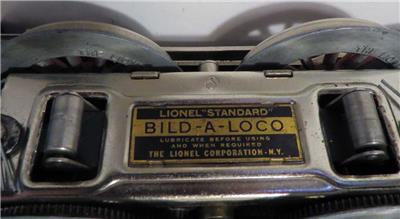 LIONEL "STANDARD"
BILD-A-LOCO
LUBRICATE BEFORE USING
AND WHEN REQUIRED
THE LIONEL CORPORATION-N.Y.